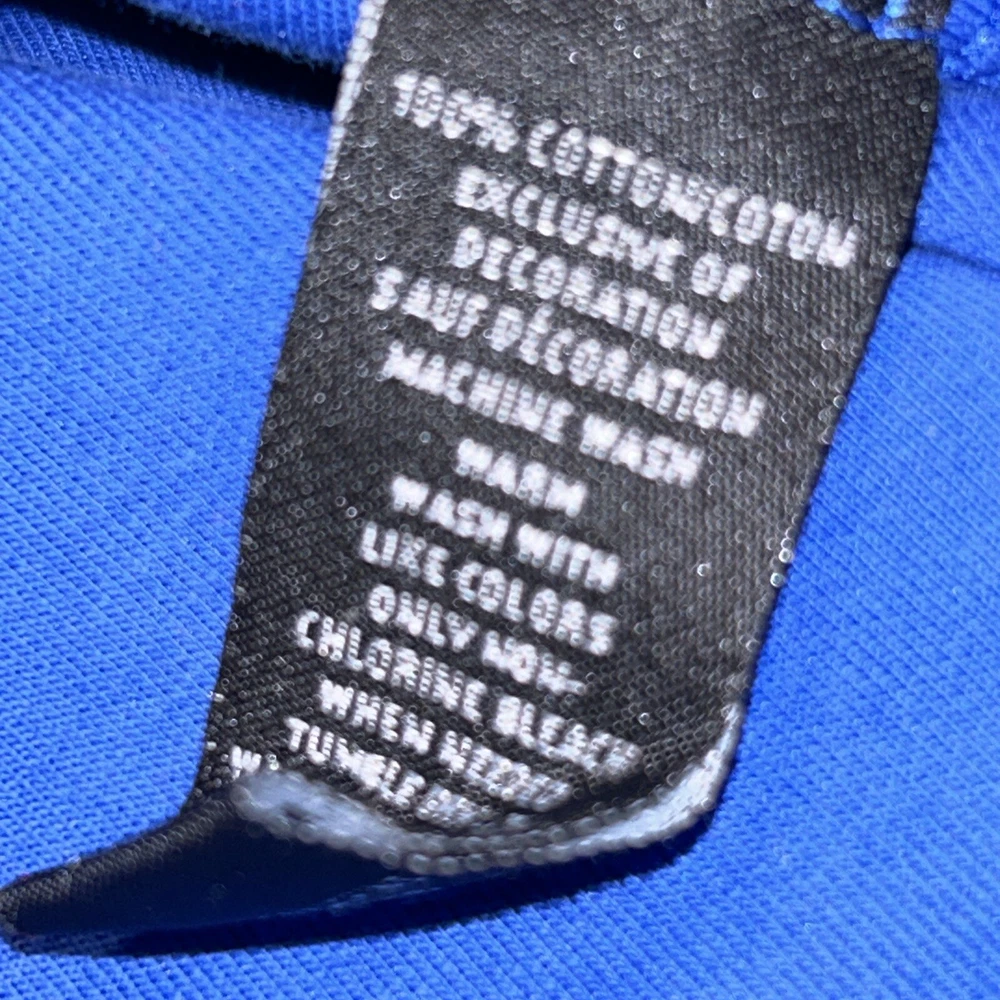 100% COTTON/COTON
EXCLUSIVE OF
DECORATION
SAUF DÉCORATION
MACHINE WASH
WARM
WASH WITH
LIKE COLORS
ONLY NON-
CHLORINE BLEACH
WHEN NEEDED
TUMBLE